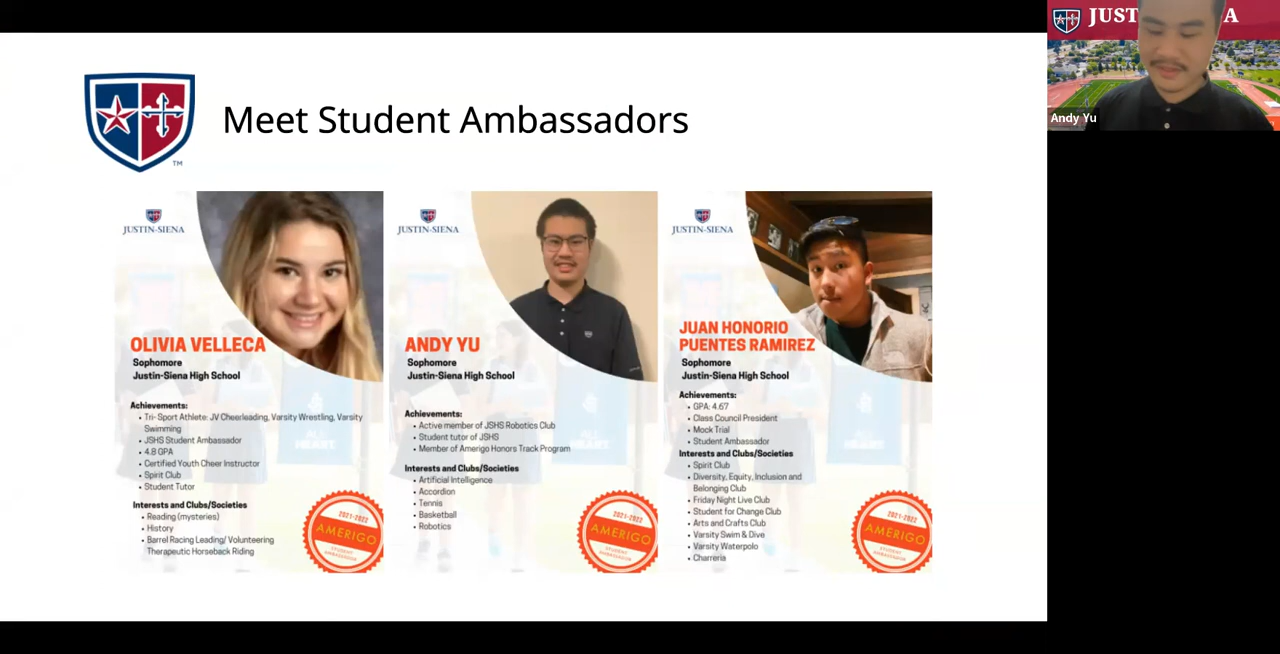 JUST A
Andy Yu
TM
Meet Student Ambassadors
JUSTIN-SIENA
OLIVIA VELLECA
Sophomore
Justin-Siena High School
Achievements:
• Tri- Sport Athlete: JV Cheerleading, Varsity Wrestling, Varsity
Swimming
• JSHS Student Ambassador
• 4.8 GPA
• Certified Youth Cheer Instructor
• Spirit Club
• Student Tutor
Interests and Clubs/Societies
• Reading (mysteries)
• History
• Barrel Racing Leading/ Volunteering
Therapeutic Horseback Riding
2021-2022
AMERIGO
STUDENT
AMBASSADOR
JUSTIN-SIENA
ANDY YU
Sophomore
Justin-Siena High School
Achievements:
• Active member of JSHS Robotics Club
• Student tutor of JSHS
• Member of Amerigo Honors Track Program
Interests and Clubs/Societies
• Artificial Intelligence
• Accordion
• Tennis
• Basketball
• Robotics
2021-2022
AMERIGO
STUDENT
AMBASSADOR
JUSTIN-SIENA
JUAN HONORIO
PUENTES RAMIREZ
Sophomore
Justin-Siena High School
Achievements:
• GPA: 4.67
• Class Council President
• Mock Trial
• Student Ambassador
Interests and Clubs/Societies
• Spirit Club
• Diversity, Equity, Inclusion and
Belonging Club
• Friday Night Live Club
• Student for Change Club
• Arts and Crafts Club
• Varsity Swim & Dive
• Varsity Waterpolo
• Charreria
2021-2022
AMERIGO
STUDENT
AMBASSADOR